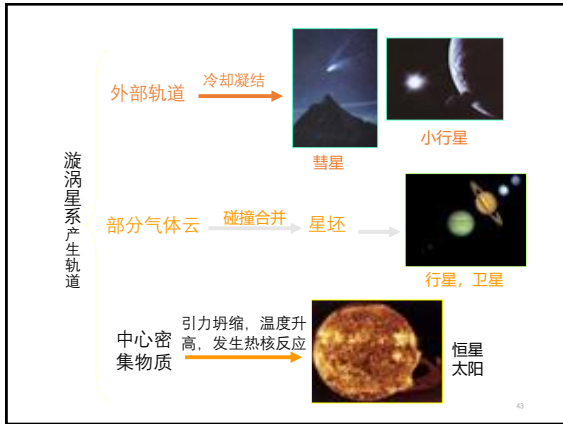 外部轨道
冷却凝结
彗星
小行星
漩涡星系产生轨道
部分气体云
碰撞合并
星坯
行星，卫星
中心密
集物质
引力坍缩，温度升
高，发生热核反应
恒星
太阳
43